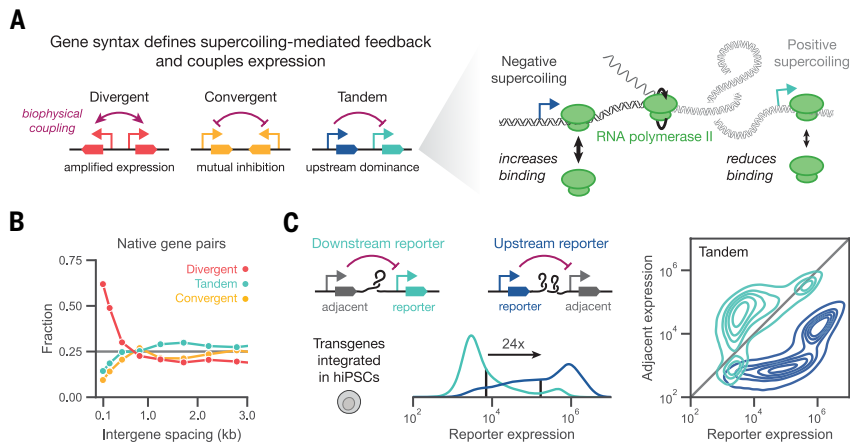 A
Gene syntax defines supercoiling-mediated feedback
and couples expression
Divergent
Convergent
Tandem
biophysical
coupling
amplified expression
mutual inhibition
upstream dominance
Negative
supercoiling
Positive
supercoiling
RNA polymerase II
increases
binding
reduces
binding
B
Native gene pairs
Divergent
Tandem
Convergent
Fraction
0.75
0.50
0.25
0.00
0.1
1.0
2.0
3.0
Intergene spacing (kb)
C
Downstream reporter
Upstream reporter
adjacent
reporter
reporter
adjacent
Transgenes
integrated
in hiPSCs
24x
10²
10⁴
10⁶
Reporter expression
Tandem
Adjacent expression
10⁶
10⁴
10²
10²
10⁴
10⁶
Reporter expression